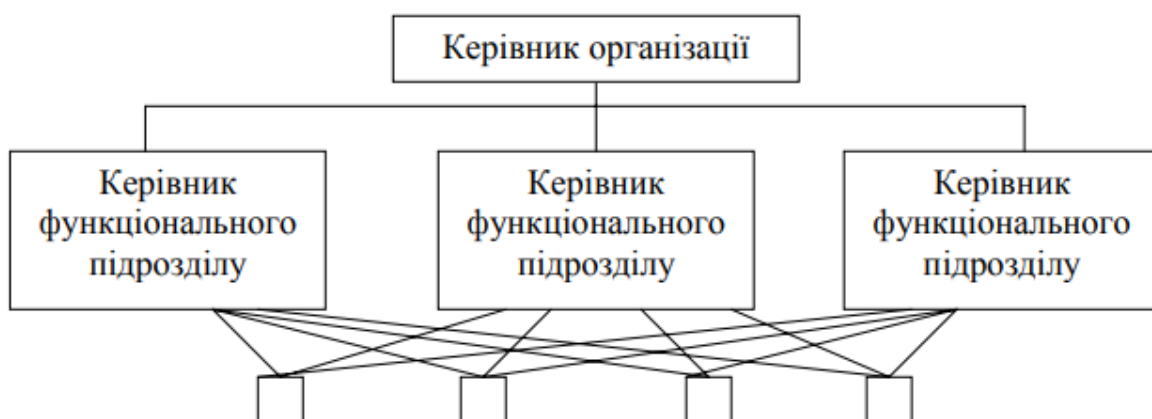 Керівник організації
Керівник
функціонального
підрозділу
Керівник
функціонального
підрозділу
Керівник
функціонального
підрозділу